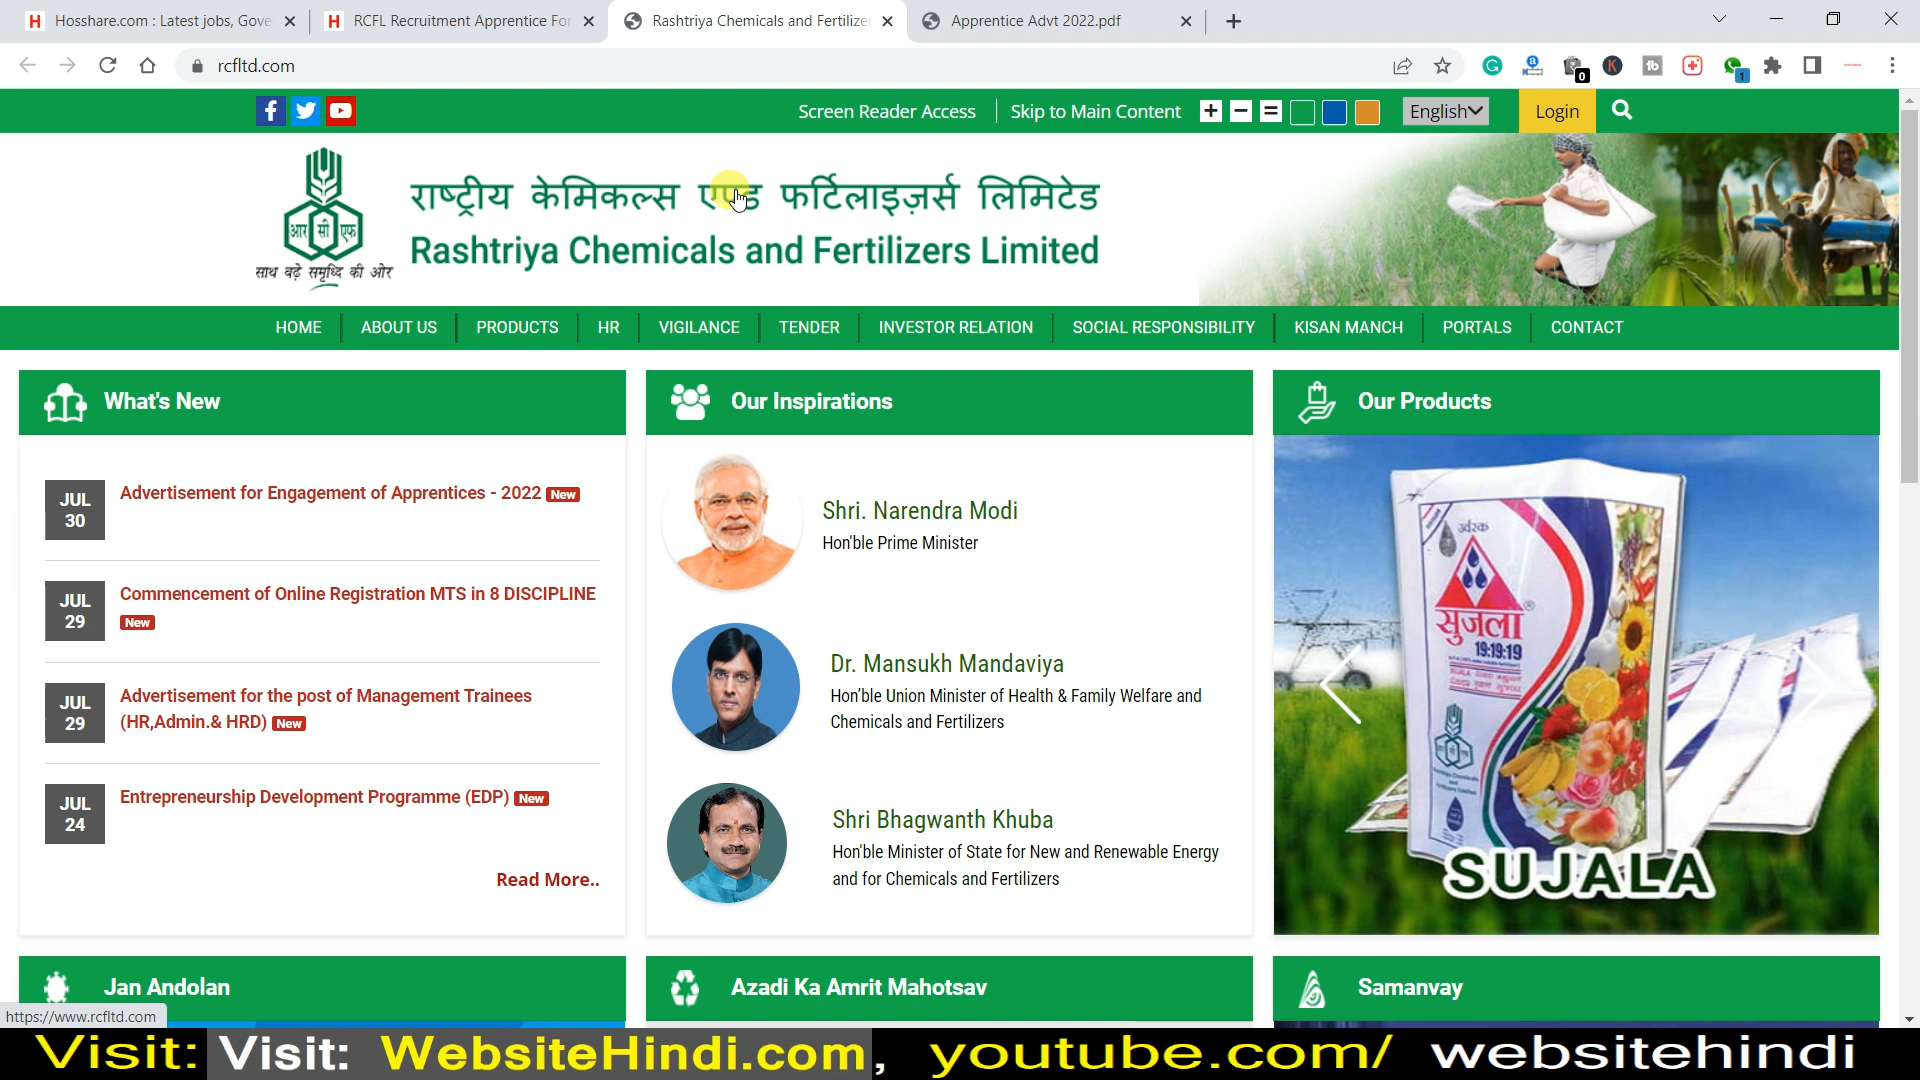 Hosshare.com : Latest jobs, Gove
RCFL Recruitment Apprentice For
Rashtriya Chemicals and Fertilize
Apprentice Advt 2022.pdf
rcfltd.com
0
1
Screen Reader Access
Skip to Main Content
English
Login
आर सी एफ
साथ बढ़े समृध्दि की ओर
राष्ट्रीय केमिकल्स एण्ड फर्टिलाइज़र्स लिमिटेड
Rashtriya Chemicals and Fertilizers Limited
HOME
ABOUT US
PRODUCTS
HR
VIGILANCE
TENDER
INVESTOR RELATION
SOCIAL RESPONSIBILITY
KISAN MANCH
PORTALS
CONTACT
What's New
JUL
30
Advertisement for Engagement of Apprentices - 2022 New
JUL
29
Commencement of Online Registration MTS in 8 DISCIPLINE
New
JUL
29
Advertisement for the post of Management Trainees
(HR,Admin.& HRD) New
JUL
24
Entrepreneurship Development Programme (EDP) New
Read More..
Our Inspirations
Shri. Narendra Modi
Hon'ble Prime Minister
Dr. Mansukh Mandaviya
Hon’ble Union Minister of Health & Family Welfare and
Chemicals and Fertilizers
Shri Bhagwanth Khuba
Hon'ble Minister of State for New and Renewable Energy
and for Chemicals and Fertilizers
Our Products
उर्वरक
सुजला
19:19:19
SUJALA
Jan Andolan
Azadi Ka Amrit Mahotsav
Samanvay
https://www.rcfltd.com
Visit: Visit: WebsiteHindi.com, youtube.com/ websitehindi